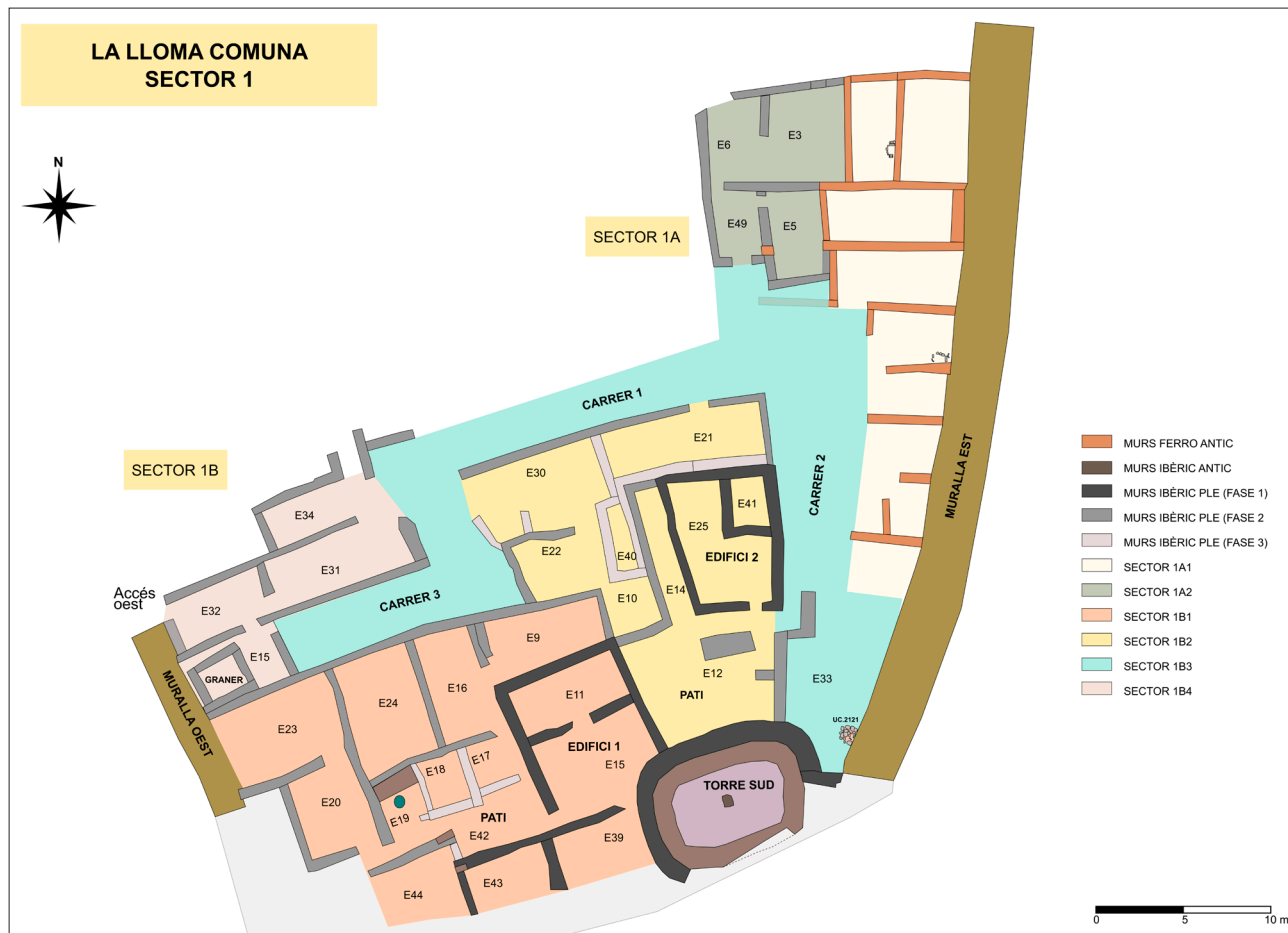 LA LLOMA COMUNA
SECTOR 1
N
SECTOR 1A
E6
E3
E49
E5
CARRER 1
CARRER 2
MURALLA EST
SECTOR 1B
E21
E30
E34
E41
E25
E22
E40
EDIFICI 2
E31
Accés
oest
CARRER 3
E14
E10
E32
E9
E15
GRANER
E12
PATI
E33
MURALLA OEST
E16
E11
E24
E23
UC.2121
EDIFICI 1
E17
E18
E15
TORRE SUD
E20
E19
PATI
E42
E39
E43
E44
MURS FERRO ANTIC
MURS IBÈRIC ANTIC
MURS IBÈRIC PLE (FASE 1)
MURS IBÈRIC PLE (FASE 2
MURS IBÈRIC PLE (FASE 3)
SECTOR 1A1
SECTOR 1A2
SECTOR 1B1
SECTOR 1B2
SECTOR 1B3
SECTOR 1B4
0 5 10 m